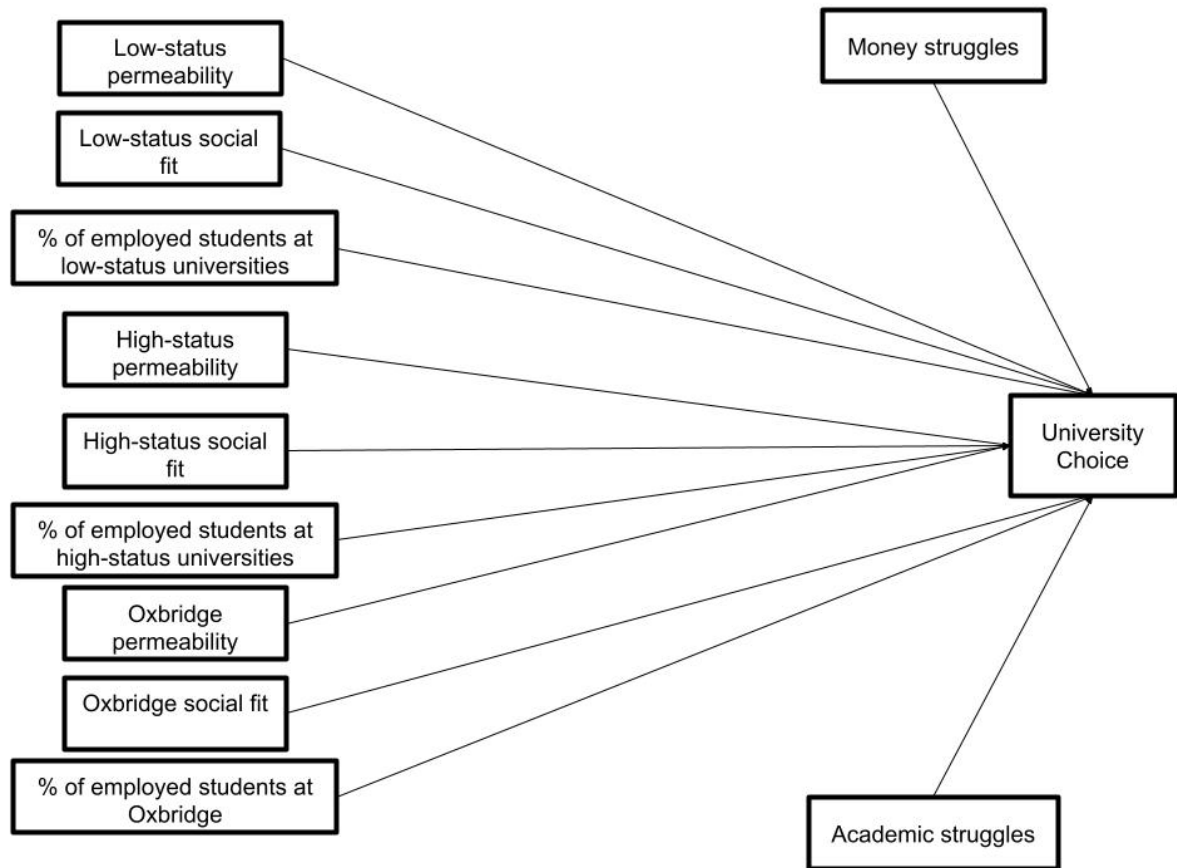 Low-status
permeability
Money struggles
Low-status social
fit
% of employed students at
low-status universities
High-status
permeability
High-status social
fit
University
Choice
% of employed students at
high-status universities
Oxbridge
permeability
Oxbridge social fit
% of employed students at
Oxbridge
Academic struggles